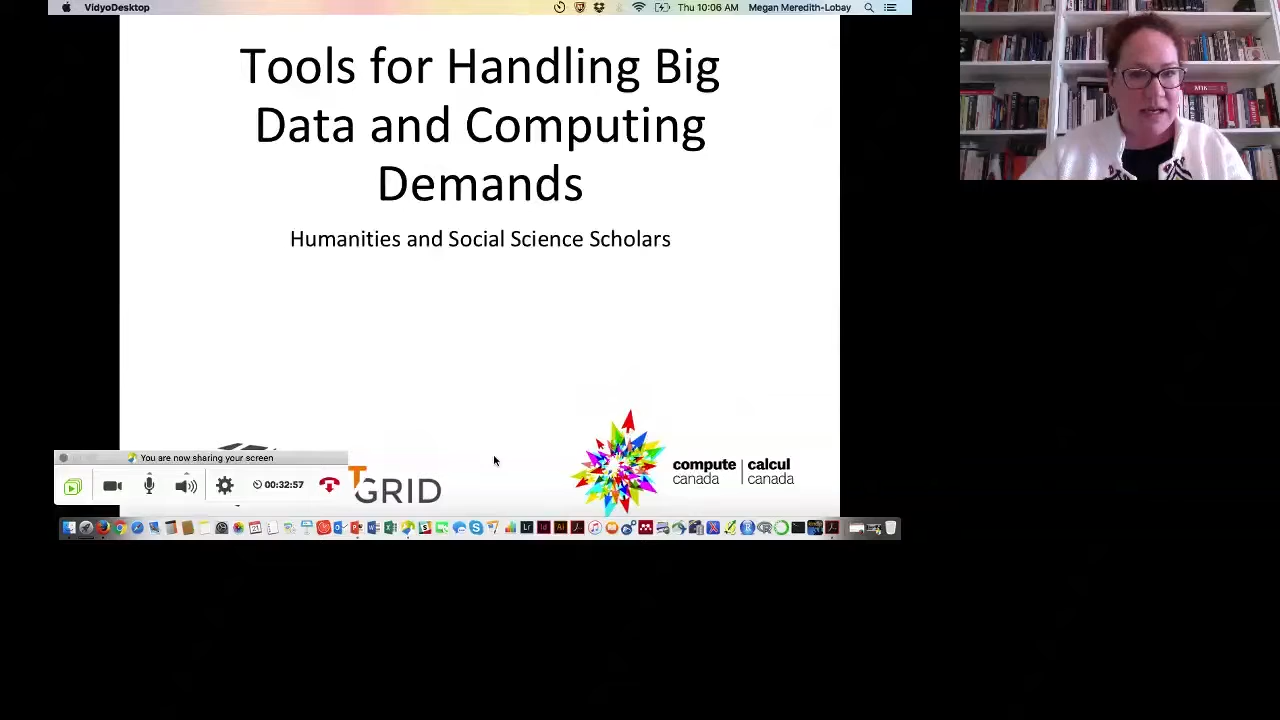 VidyoDesktop
Thu 10:06 AM Megan Meredith-Lobay
Tools for Handling Big
Data and Computing
Demands
Humanities and Social Science Scholars
You are now sharing your screen
00:32:57
TGRID
compute | calcul
canada | canada